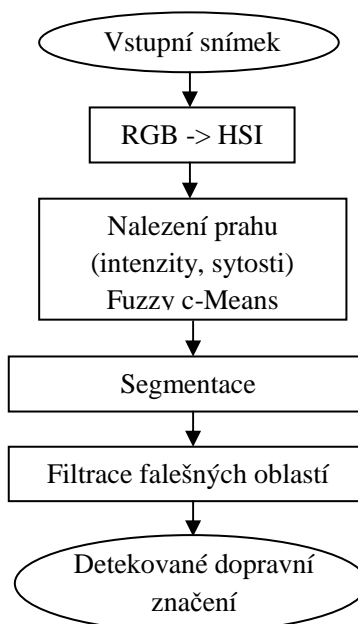 Vstupní snímek
RGB -> HSI
Nalezení prahu
(intenzity, sytosti)
Fuzzy c-Means
Segmentace
Filtrace falešných oblastí
Detekované dopravní
značení